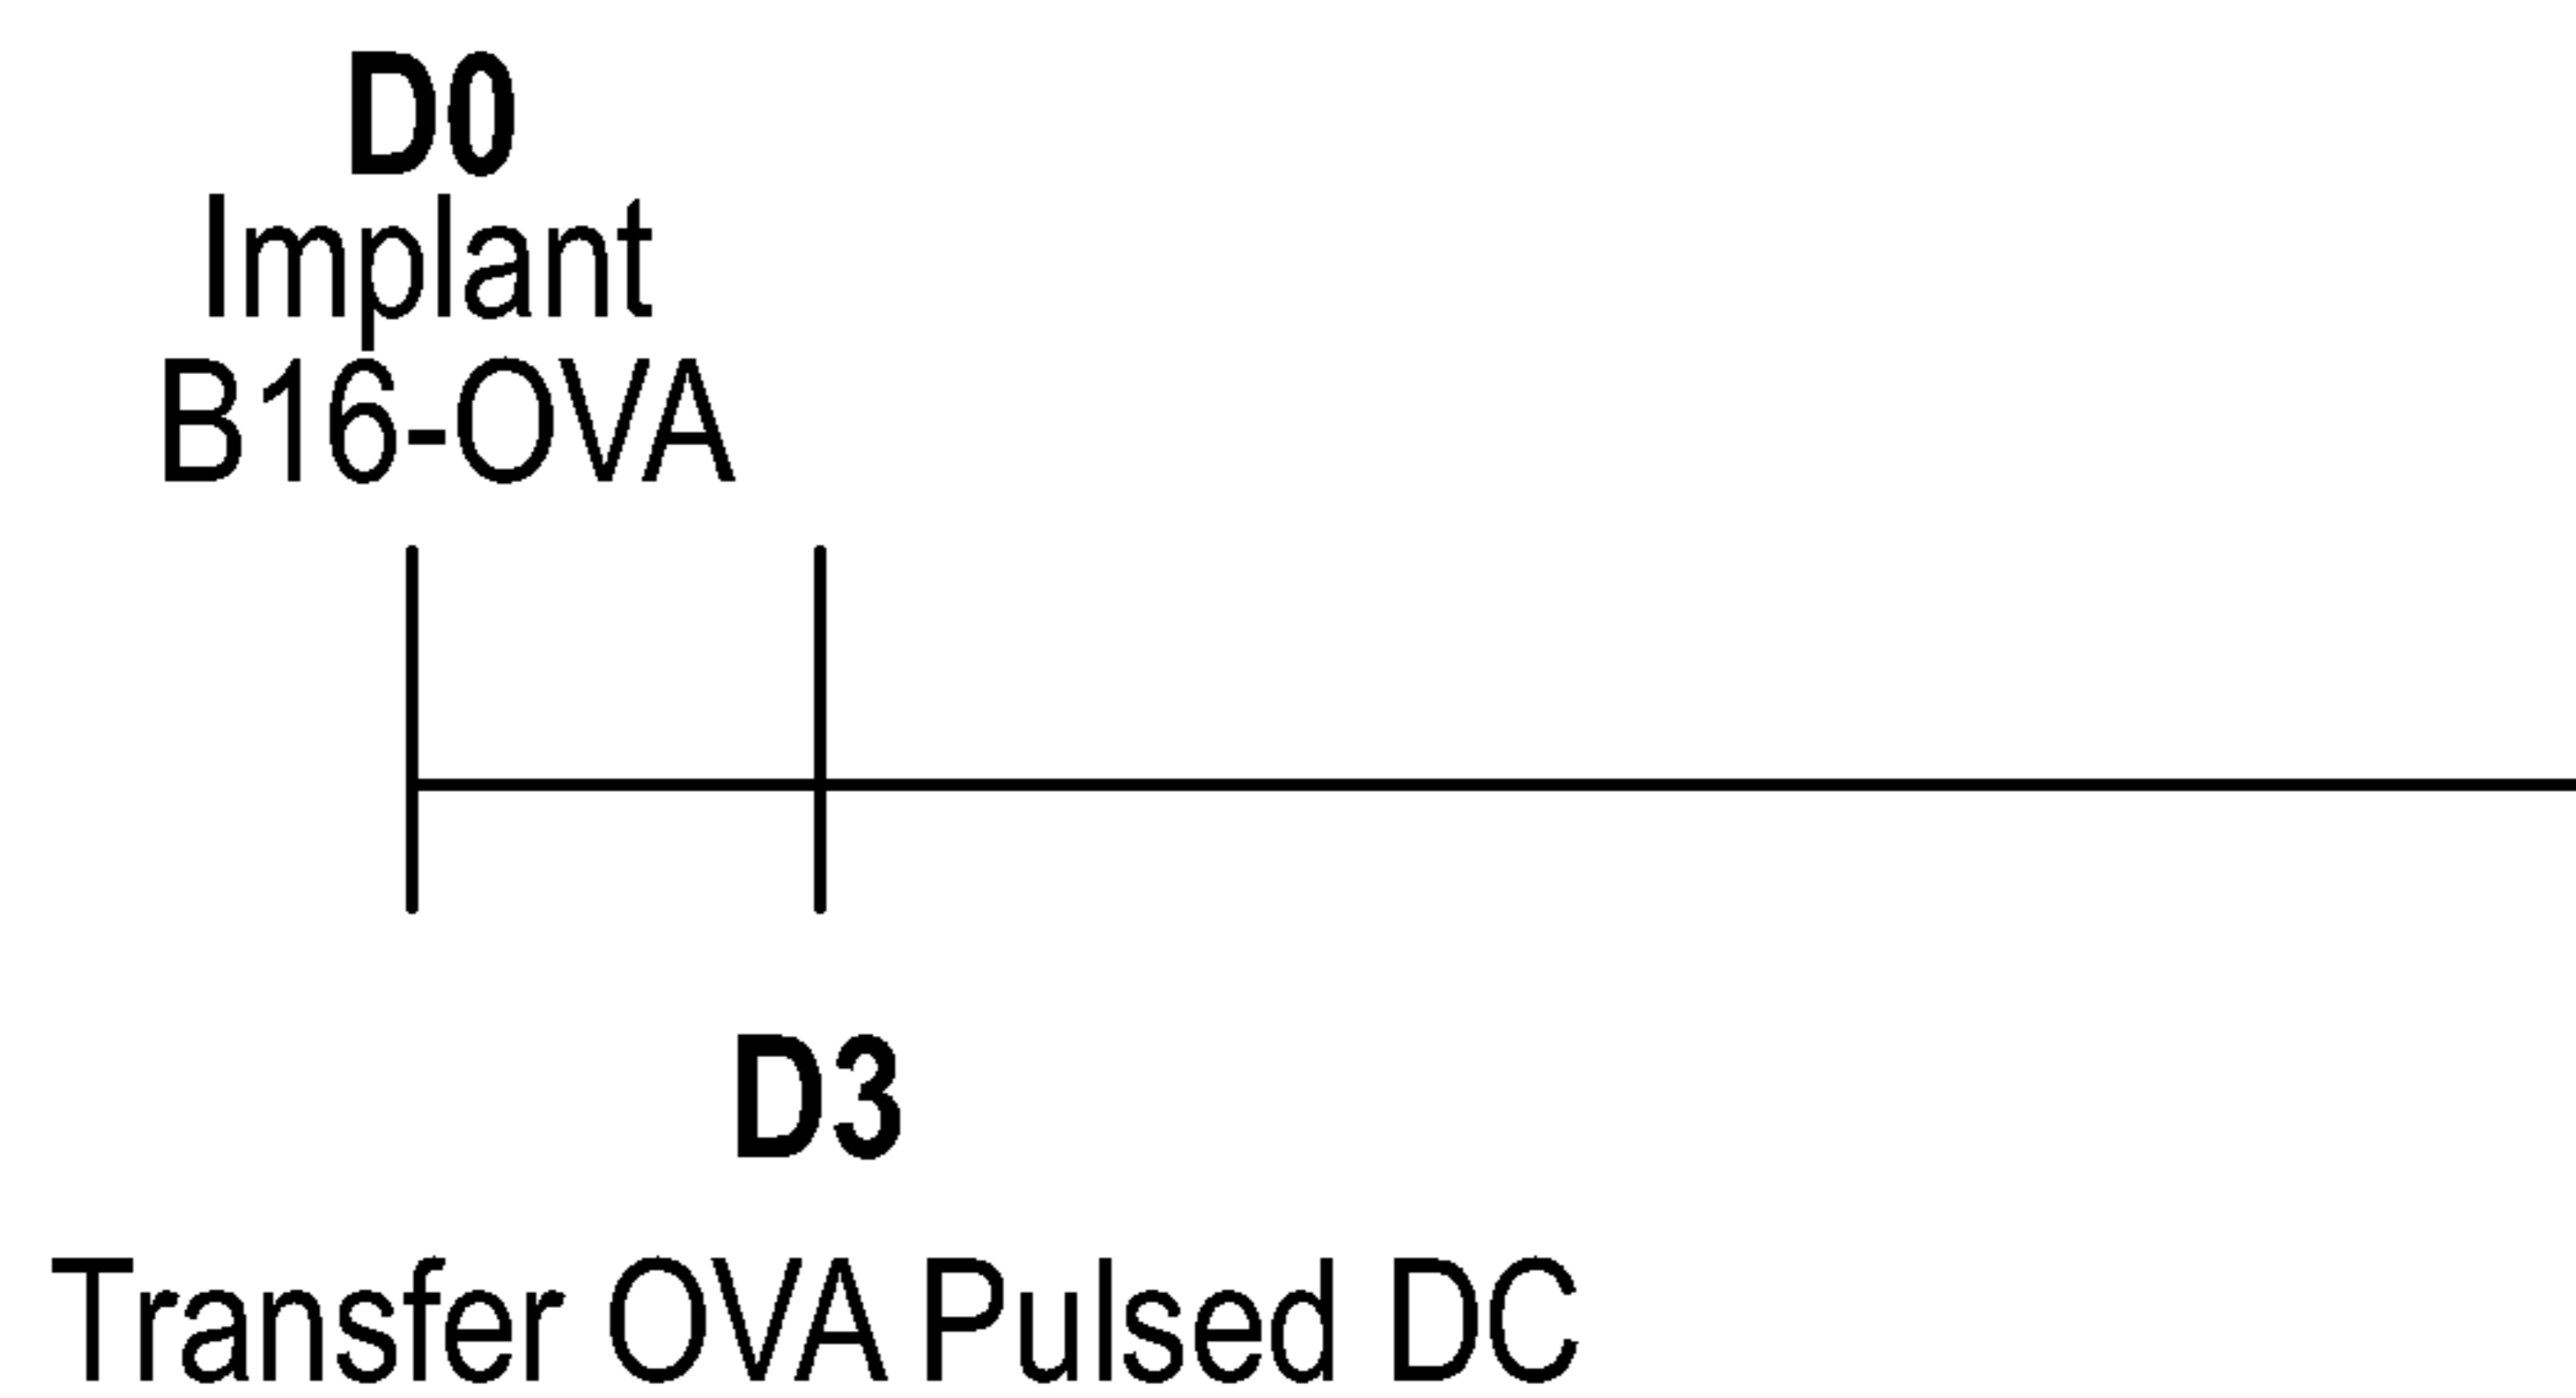 D0
Implant
B16-OVA
D3
Transfer OVA Pulsed DC